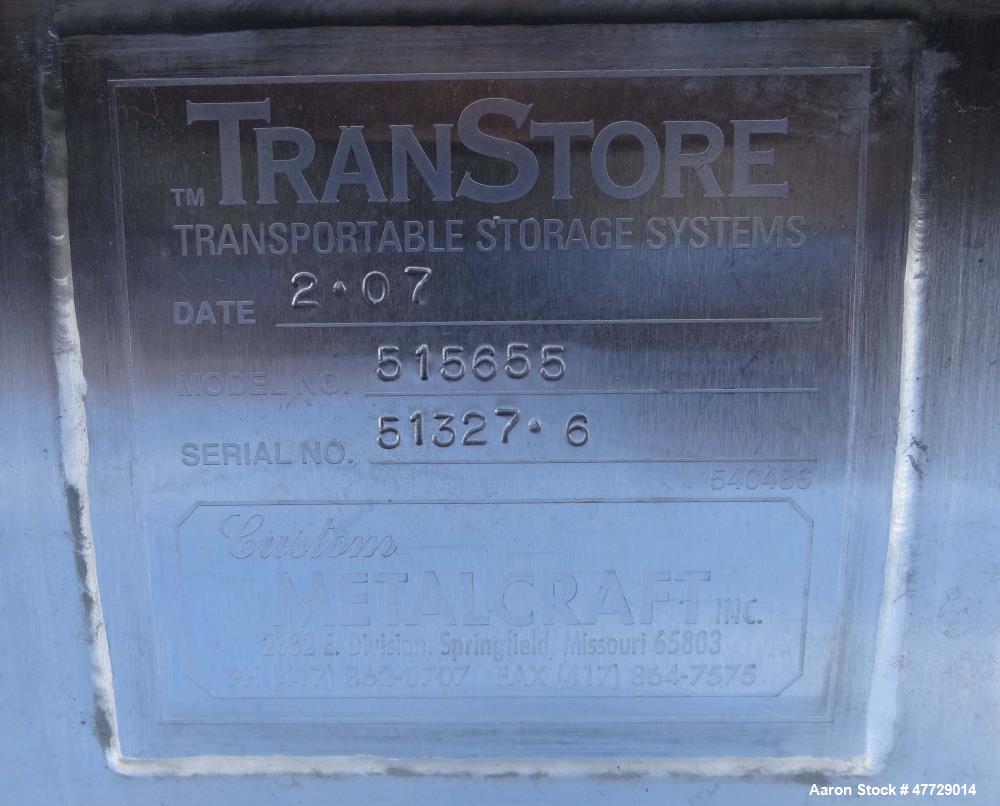 TRANSTORE
TM
TRANSPORTABLE STORAGE SYSTEMS
DATE 2·07
MODEL NO. 515655
SERIAL NO. 51327·6
540486
Custom
METALCRAFT INC.
2332 E. Division, Springfield, Missouri 65803
PH (417) 862-0707 FAX (417) 864-7575
Aaron Stock # 47729014